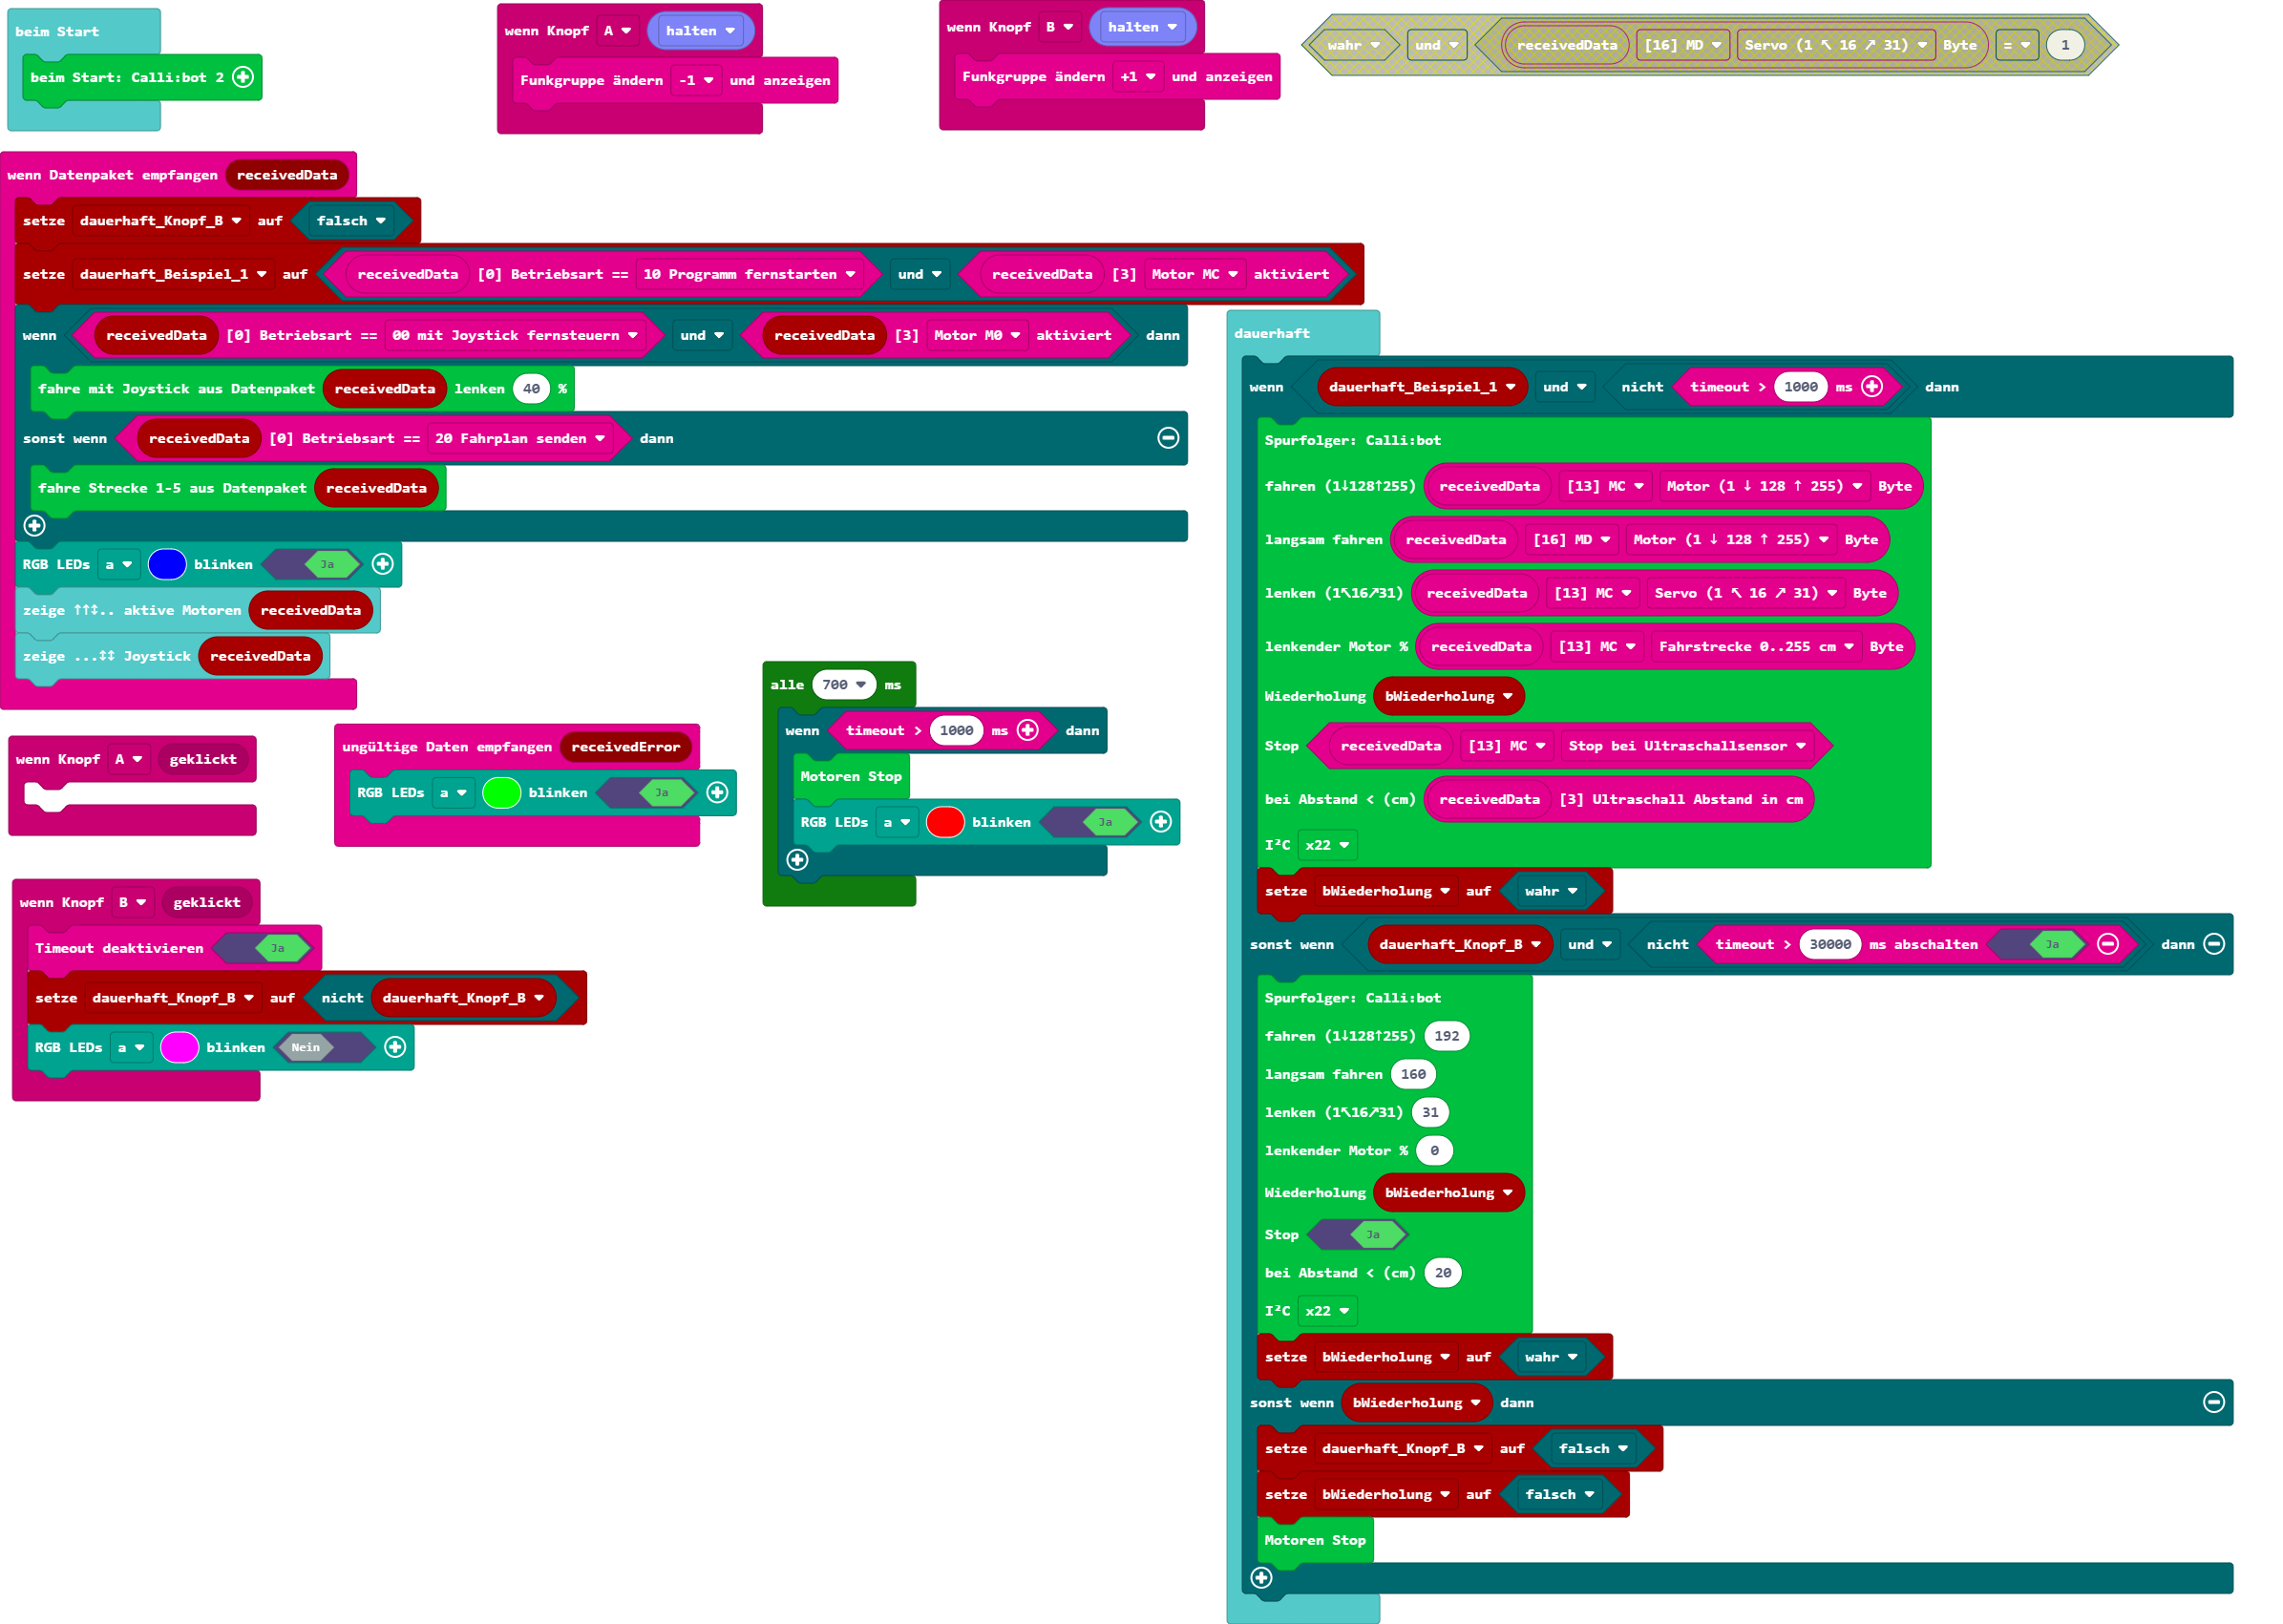 beim Start
beim Start: Calli:bot 2
wenn Knopf A halten
Funkgruppe ändern -1 und anzeigen
wenn Knopf B halten
Funkgruppe ändern +1 und anzeigen
wahr und receivedData [16] MD Servo (1 ↖ 16 ↗ 31) Byte = 1
wenn Datenpaket empfangen receivedData
setze dauerhaft_Knopf_B auf falsch
setze dauerhaft_Beispiel_1 auf receivedData [0] Betriebsart == 10 Programm fernstarten und receivedData [3] Motor MC aktiviert
wenn receivedData [0] Betriebsart == 00 mit Joystick fernsteuern und receivedData [3] Motor M0 aktiviert dann
fahre mit Joystick aus Datenpaket receivedData lenken 40 %
sonst wenn receivedData [0] Betriebsart == 20 Fahrplan senden dann
fahre Strecke 1-5 aus Datenpaket receivedData
RGB LEDs a blinken Ja
zeige ↑↑↕.. aktive Motoren receivedData
zeige ...↕↕ Joystick receivedData
wenn Knopf A geklickt
ungültige Daten empfangen receivedError
RGB LEDs a blinken Ja
alle 700 ms
wenn timeout > 1000 ms dann
Motoren Stop
RGB LEDs a blinken Ja
wenn Knopf B geklickt
Timeout deaktivieren Ja
setze dauerhaft_Knopf_B auf nicht dauerhaft_Knopf_B
RGB LEDs a blinken Nein
dauerhaft
wenn dauerhaft_Beispiel_1 und nicht timeout > 1000 ms dann
Spurfolger: Calli:bot
fahren (1↓128↑255) receivedData [13] MC Motor (1 ↓ 128 ↑ 255) Byte
langsam fahren receivedData [16] MD Motor (1 ↓ 128 ↑ 255) Byte
lenken (1↖16↗31) receivedData [13] MC Servo (1 ↖ 16 ↗ 31) Byte
lenkender Motor % receivedData [13] MC Fahrstrecke 0..255 cm Byte
Wiederholung bWiederholung
Stop receivedData [13] MC Stop bei Ultraschallsensor
bei Abstand < (cm) receivedData [3] Ultraschall Abstand in cm
I²C x22
setze bWiederholung auf wahr
sonst wenn dauerhaft_Knopf_B und nicht timeout > 30000 ms abschalten Ja dann
Spurfolger: Calli:bot
fahren (1↓128↑255) 192
langsam fahren 160
lenken (1↖16↗31) 31
lenkender Motor % 0
Wiederholung bWiederholung
Stop Ja
bei Abstand < (cm) 20
I²C x22
setze bWiederholung auf wahr
sonst wenn bWiederholung dann
setze dauerhaft_Knopf_B auf falsch
setze bWiederholung auf falsch
Motoren Stop